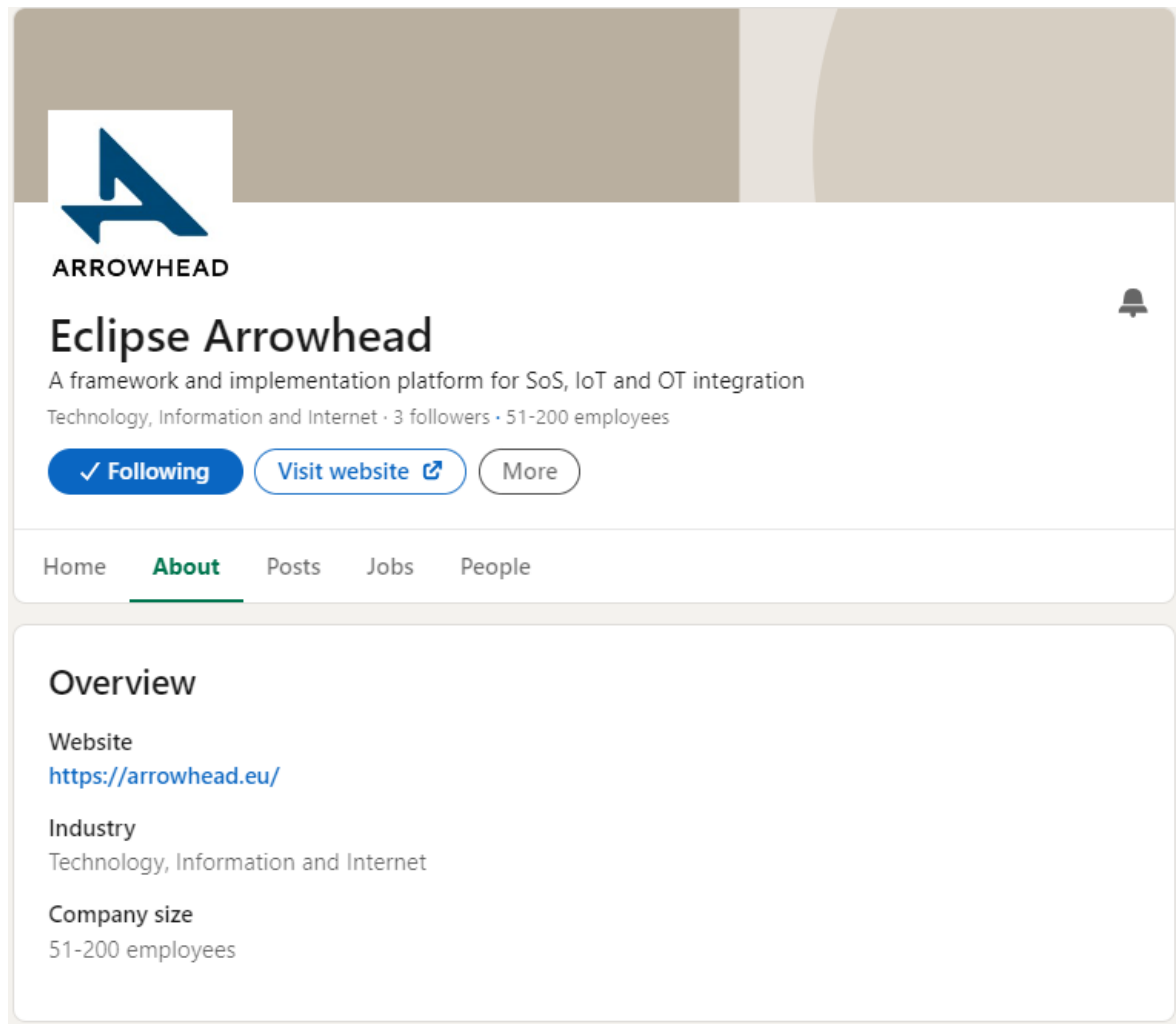 ARROWHEAD
Eclipse Arrowhead
A framework and implementation platform for SoS, IoT and OT integration
Technology, Information and Internet · 3 followers · 51-200 employees
✓ Following Visit website More
Home About Posts Jobs People
Overview
Website
https://arrowhead.eu/
Industry
Technology, Information and Internet
Company size
51-200 employees